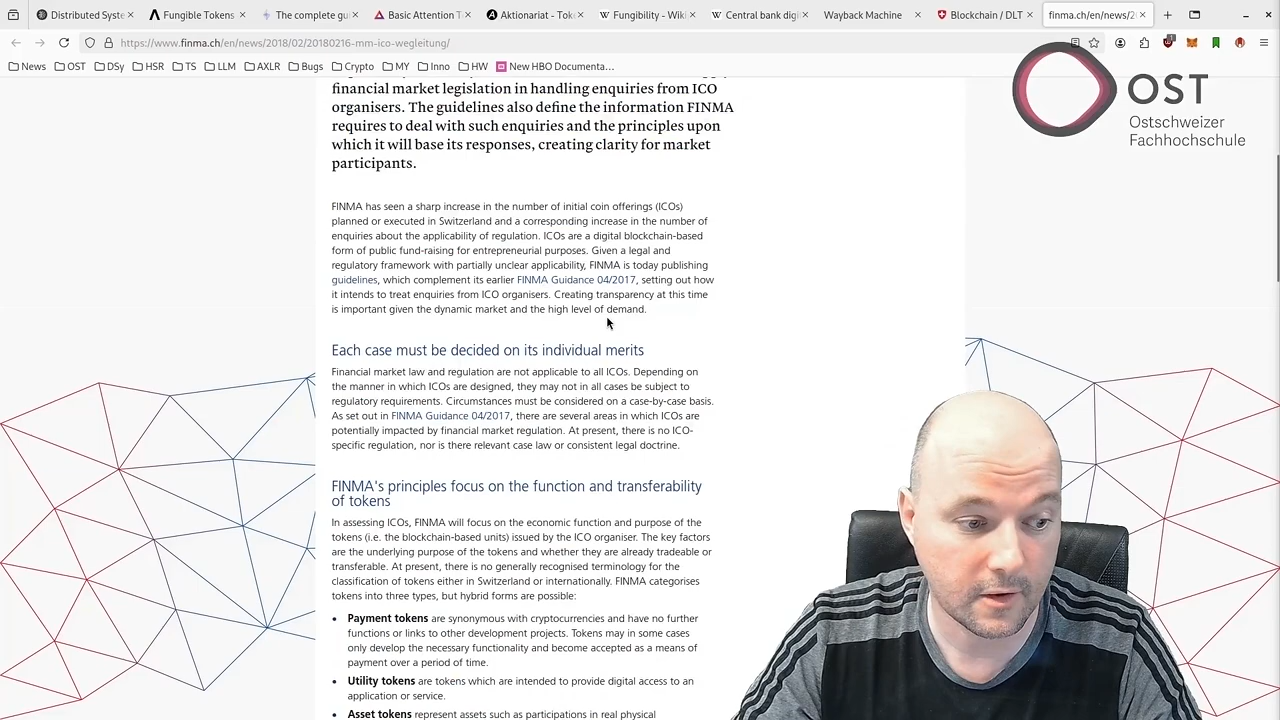 Distributed Syste
Fungible Tokens
The complete gu
Basic Attention T
Aktionariat - Tok
Fungibility - Wiki
Central bank digi
Wayback Machine
Blockchain / DLT
finma.ch/en/news/2
https://www.finma.ch/en/news/2018/02/20180216-mm-ico-wegleitung/
News OST DSy HSR TS LLM AXLR Bugs Crypto MY Inno HW New HBO Documenta…
OST
Ostschweizer
Fachhochschule
financial market legislation in handling enquiries from ICO
organisers. The guidelines also define the information FINMA
requires to deal with such enquiries and the principles upon
which it will base its responses, creating clarity for market
participants.
FINMA has seen a sharp increase in the number of initial coin offerings (ICOs)
planned or executed in Switzerland and a corresponding increase in the number of
enquiries about the applicability of regulation. ICOs are a digital blockchain-based
form of public fund-raising for entrepreneurial purposes. Given a legal and
regulatory framework with partially unclear applicability, FINMA is today publishing
guidelines, which complement its earlier FINMA Guidance 04/2017, setting out how
it intends to treat enquiries from ICO organisers. Creating transparency at this time
is important given the dynamic market and the high level of demand.
Each case must be decided on its individual merits
Financial market law and regulation are not applicable to all ICOs. Depending on
the manner in which ICOs are designed, they may not in all cases be subject to
regulatory requirements. Circumstances must be considered on a case-by-case basis.
As set out in FINMA Guidance 04/2017, there are several areas in which ICOs are
potentially impacted by financial market regulation. At present, there is no ICO-
specific regulation, nor is there relevant case law or consistent legal doctrine.
FINMA's principles focus on the function and transferability
of tokens
In assessing ICOs, FINMA will focus on the economic function and purpose of the
tokens (i.e. the blockchain-based units) issued by the ICO organiser. The key factors
are the underlying purpose of the tokens and whether they are already tradeable or
transferable. At present, there is no generally recognised terminology for the
classification of tokens either in Switzerland or internationally. FINMA categorises
tokens into three types, but hybrid forms are possible:
• Payment tokens are synonymous with cryptocurrencies and have no further
functions or links to other development projects. Tokens may in some cases
only develop the necessary functionality and become accepted as a means of
payment over a period of time.
• Utility tokens are tokens which are intended to provide digital access to an
application or service.
• Asset tokens represent assets such as participations in real physical